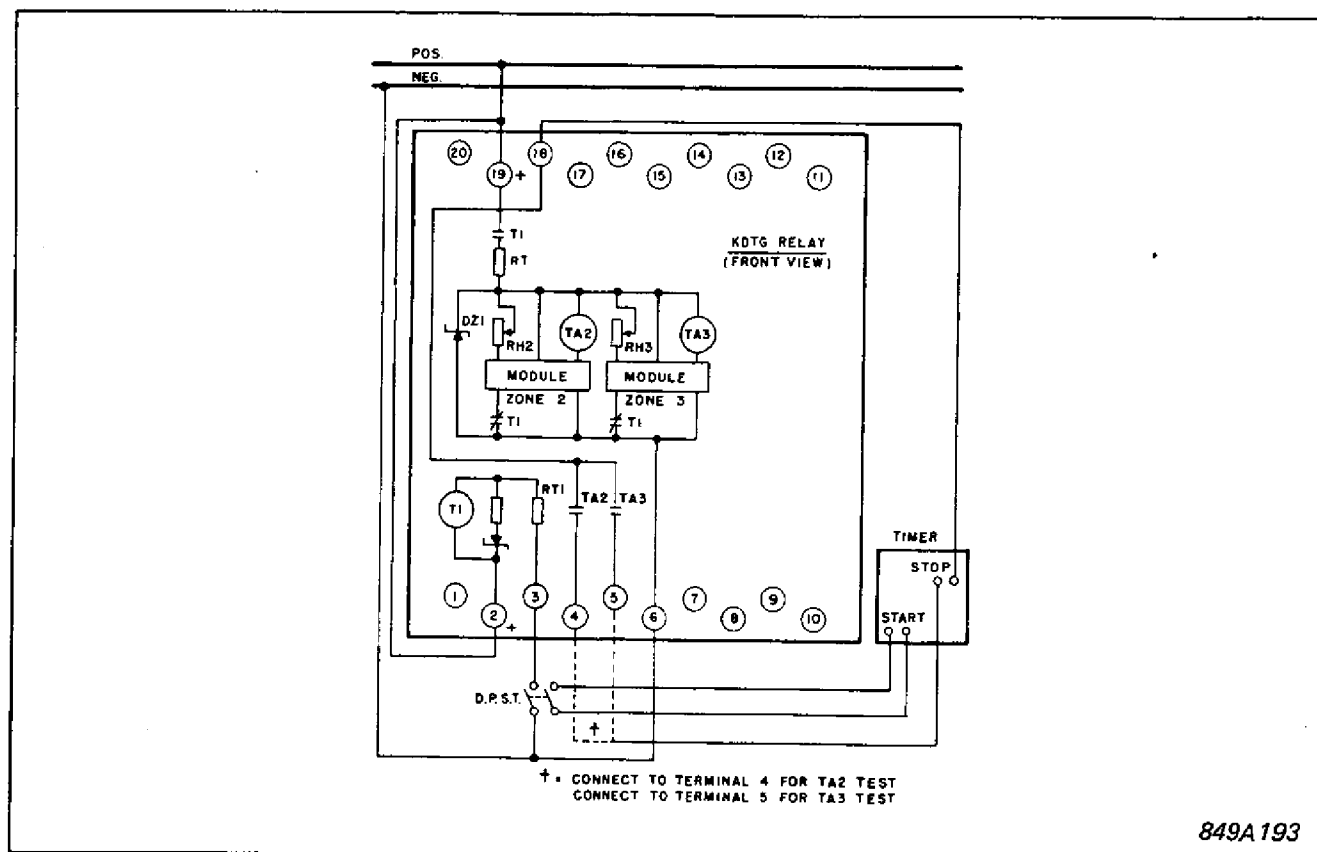 POS.
NEG.
20
19
+
18
17
16
15
14
13
12
11
T1
RT
KDTG RELAY
(FRONT VIEW)
DZ1
RH2
TA2
RH3
TA3
MODULE
MODULE
ZONE 2
ZONE 3
T1
T1
T1
RT1
TA2
TA3
TIMER
STOP
START
1
2
+
3
4
5
6
7
8
9
10
D.P.S.T.
†
† = CONNECT TO TERMINAL 4 FOR TA2 TEST
CONNECT TO TERMINAL 5 FOR TA3 TEST
849A193